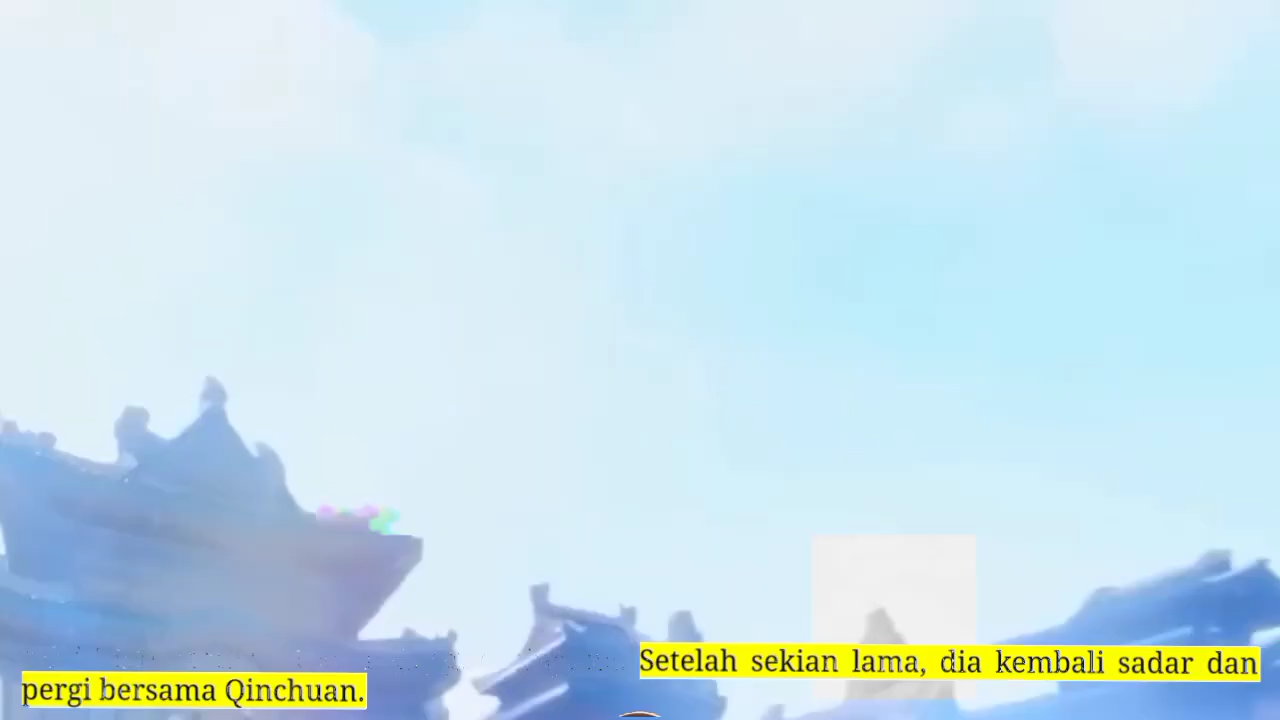 Setelah sekian lama, dia kembali sadar dan
pergi bersama Qinchuan.